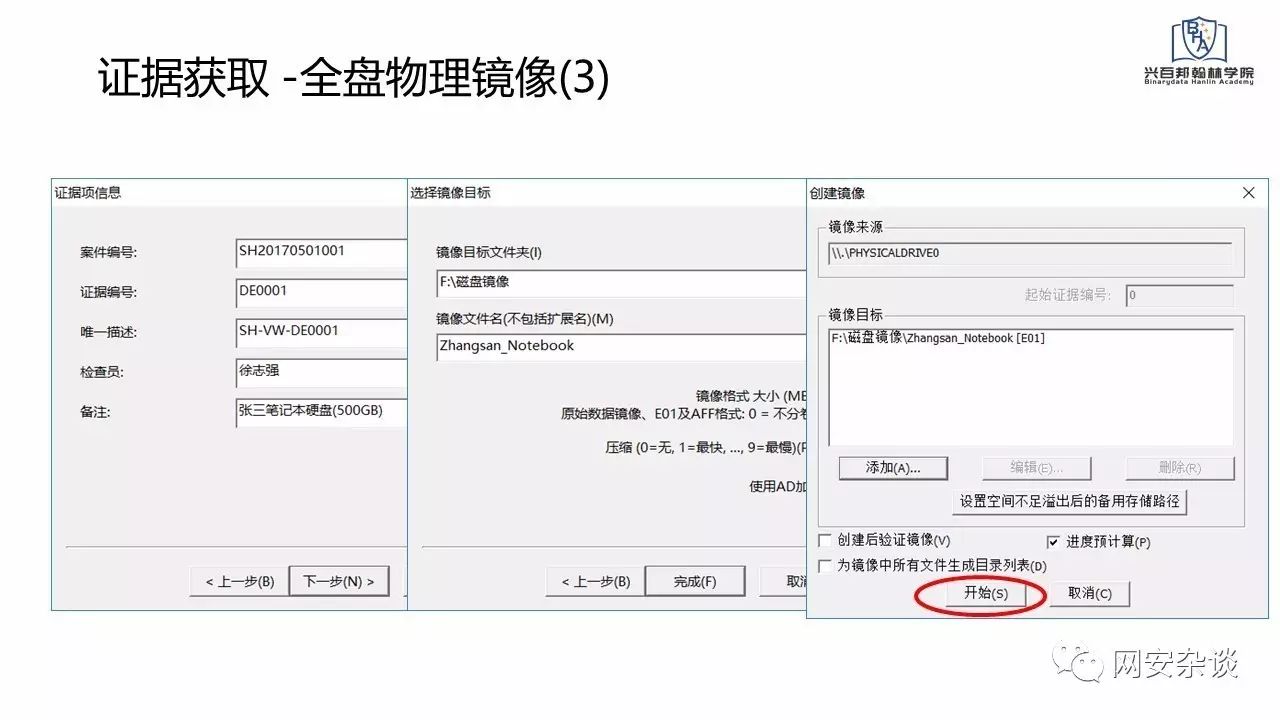 证据获取 -全盘物理镜像(3)
BHA
兴百邦翰林学院
Binarydata Hanlin Academy
证据项信息
案件编号: SH20170501001
证据编号: DE0001
唯一描述: SH-VW-DE0001
检查员: 徐志强
备注: 张三笔记本硬盘(500GB)
< 上一步(B) 下一步(N) >
选择镜像目标
镜像目标文件夹(I)
F:\磁盘镜像
镜像文件名(不包括扩展名)(M)
Zhangsan_Notebook
镜像格式 大小 (ME
原始数据镜像、E01及AFF格式: 0 = 不分卷
压缩 (0=无, 1=最快, ..., 9=最慢)(P
使用AD加
< 上一步(B) 完成(F) 取消
创建镜像
镜像来源
\\.\PHYSICALDRIVE0
起始证据编号: 0
镜像目标
F:\磁盘镜像\Zhangsan_Notebook [E01]
添加(A)... 编辑(E)... 删除(R)
设置空间不足溢出后的备用存储路径
创建后验证镜像(V) 进度预计算(P)
为镜像中所有文件生成目录列表(D)
开始(S) 取消(C)
网安杂谈